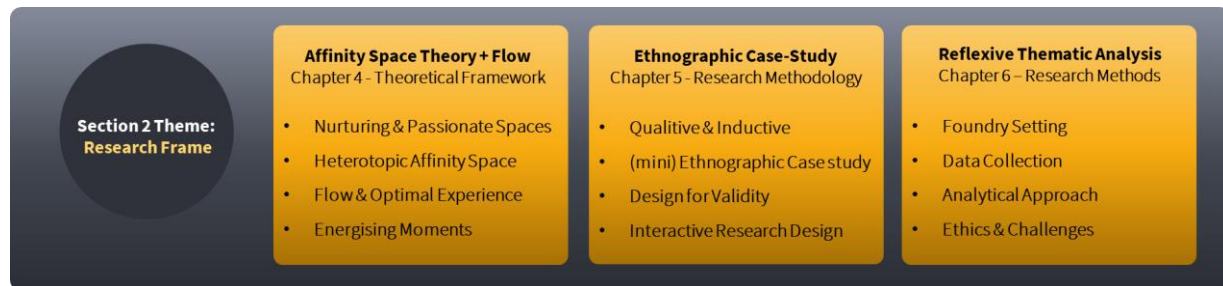 Section 2 Theme:
Research Frame
Affinity Space Theory + Flow
Chapter 4 - Theoretical Framework
• Nurturing & Passionate Spaces
• Heterotopic Affinity Space
• Flow & Optimal Experience
• Energising Moments
Ethnographic Case-Study
Chapter 5 - Research Methodology
• Qualitive & Inductive
• (mini) Ethnographic Case study
• Design for Validity
• Interactive Research Design
Reflexive Thematic Analysis
Chapter 6 – Research Methods
• Foundry Setting
• Data Collection
• Analytical Approach
• Ethics & Challenges